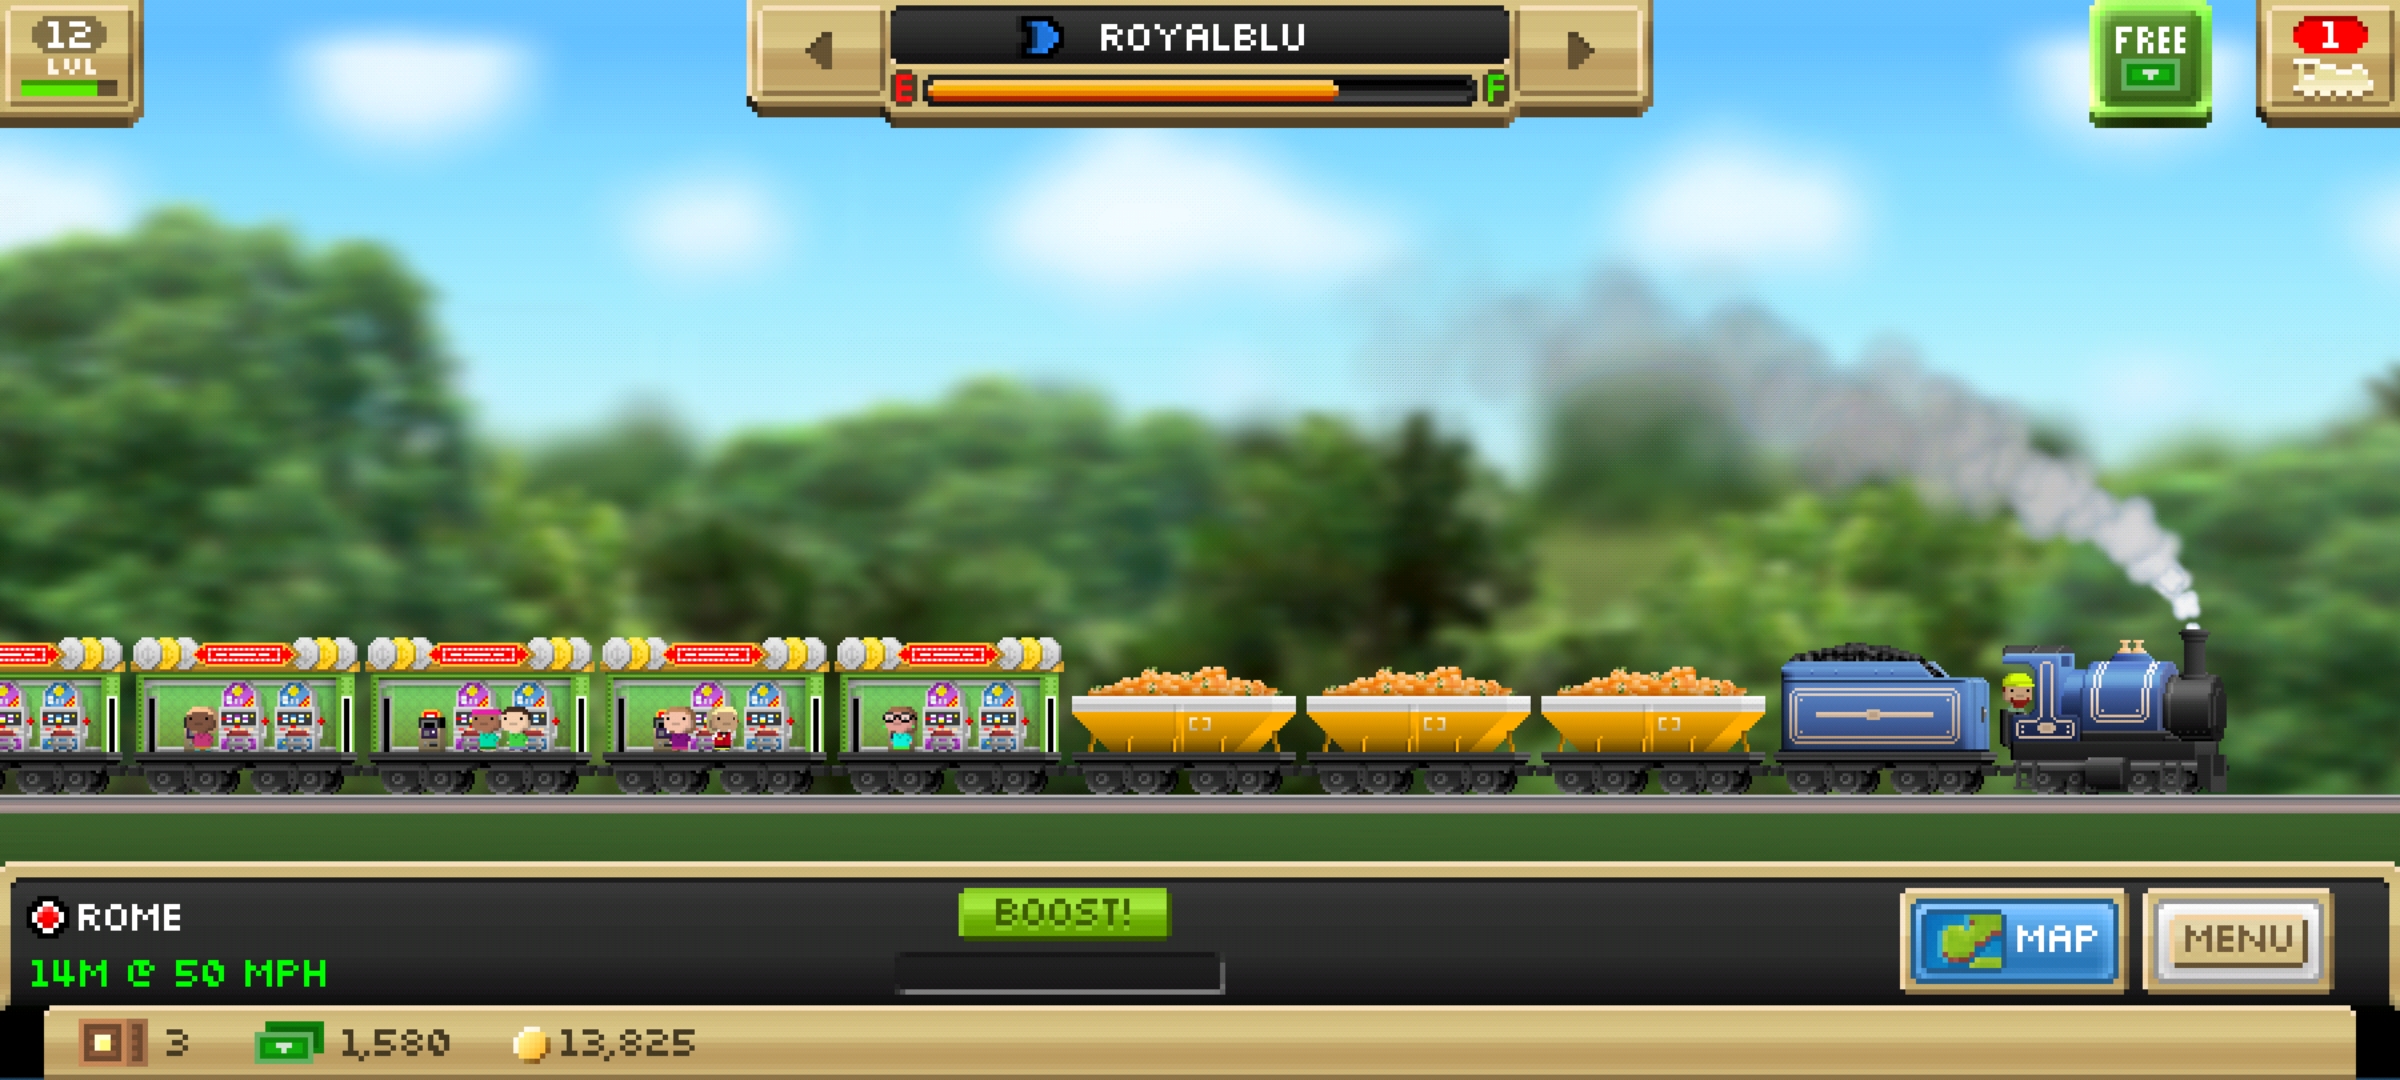 12
LVL
ROYALBLU
E F
FREE
1
ROME
14M @ 50 MPH
BOOST!
MAP
MENU
3
1,580
13,825